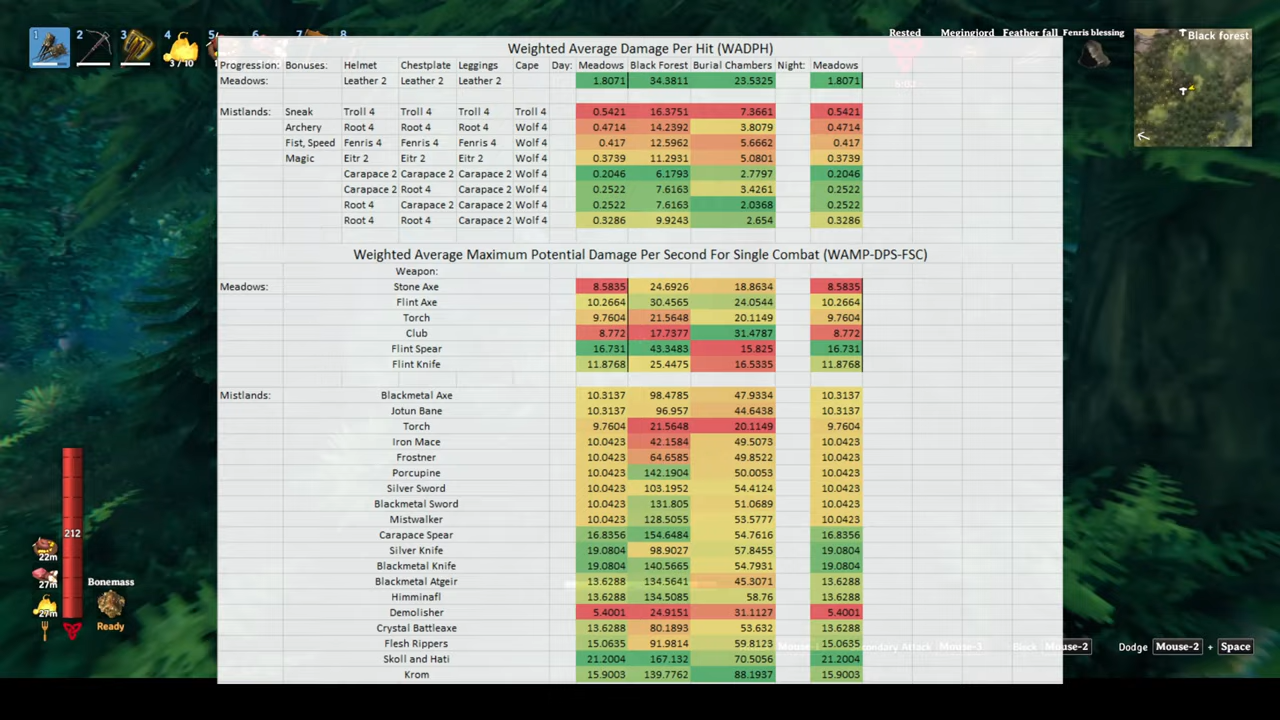 1 2 3 4 5 6 7 8
3 / 10
Rested Megingjord Feather fall Fenris blessing
Black forest
Weighted Average Damage Per Hit (WADPH)
Progression: Bonuses: Helmet Chestplate Leggings Cape Day: Meadows Black Forest Burial Chambers Night: Meadows
Meadows: Leather 2 Leather 2 Leather 2 1.8071 34.3811 23.5325 1.8071
Mistlands: Sneak Troll 4 Troll 4 Troll 4 Troll 4 0.5421 16.3751 7.3661 0.5421
Archery Root 4 Root 4 Root 4 Wolf 4 0.4714 14.2392 3.8079 0.4714
Fist, Speed Fenris 4 Fenris 4 Fenris 4 Wolf 4 0.417 12.5962 5.6662 0.417
Magic Eitr 2 Eitr 2 Eitr 2 Wolf 4 0.3739 11.2931 5.0801 0.3739
Carapace 2 Carapace 2 Carapace 2 Wolf 4 0.2046 6.1793 2.7797 0.2046
Carapace 2 Root 4 Carapace 2 Wolf 4 0.2522 7.6163 3.4261 0.2522
Root 4 Carapace 2 Carapace 2 Wolf 4 0.2522 7.6163 2.0368 0.2522
Root 4 Root 4 Carapace 2 Wolf 4 0.3286 9.9243 2.654 0.3286
Weighted Average Maximum Potential Damage Per Second For Single Combat (WAMP-DPS-FSC)
Weapon:
Meadows: Stone Axe 8.5835 24.6926 18.8634 8.5835
Flint Axe 10.2664 30.4565 24.0544 10.2664
Torch 9.7604 21.5648 20.1149 9.7604
Club 8.772 17.7377 31.4787 8.772
Flint Spear 16.731 43.3483 15.825 16.731
Flint Knife 11.8768 25.4475 16.5335 11.8768
Mistlands: Blackmetal Axe 10.3137 98.4785 47.9334 10.3137
Jotun Bane 10.3137 96.957 44.6438 10.3137
Torch 9.7604 21.5648 20.1149 9.7604
Iron Mace 10.0423 42.1584 49.5073 10.0423
Frostner 10.0423 64.6585 49.8522 10.0423
Porcupine 10.0423 142.1904 50.0053 10.0423
Silver Sword 10.0423 103.1952 54.4124 10.0423
Blackmetal Sword 10.0423 131.805 51.0689 10.0423
Mistwalker 10.0423 128.5055 53.5777 10.0423
Carapace Spear 16.8356 154.6484 54.7616 16.8356
Silver Knife 19.0804 98.9027 57.8455 19.0804
Blackmetal Knife 19.0804 140.5665 54.7931 19.0804
Blackmetal Atgeir 13.6288 134.5641 45.3071 13.6288
Himminafl 13.6288 134.5085 58.76 13.6288
Demolisher 5.4001 24.9151 31.1127 5.4001
Crystal Battleaxe 13.6288 80.1893 53.632 13.6288
Flesh Rippers 15.0635 91.9814 59.8123 15.0635
Skoll and Hati 21.2004 167.132 70.5056 21.2004
Krom 15.9003 139.7762 88.1937 15.9003
212
22m
27m
27m
Bonemass
Ready
Secondary Attack Mouse-3 Block Mouse-2 Dodge Mouse-2 + Space